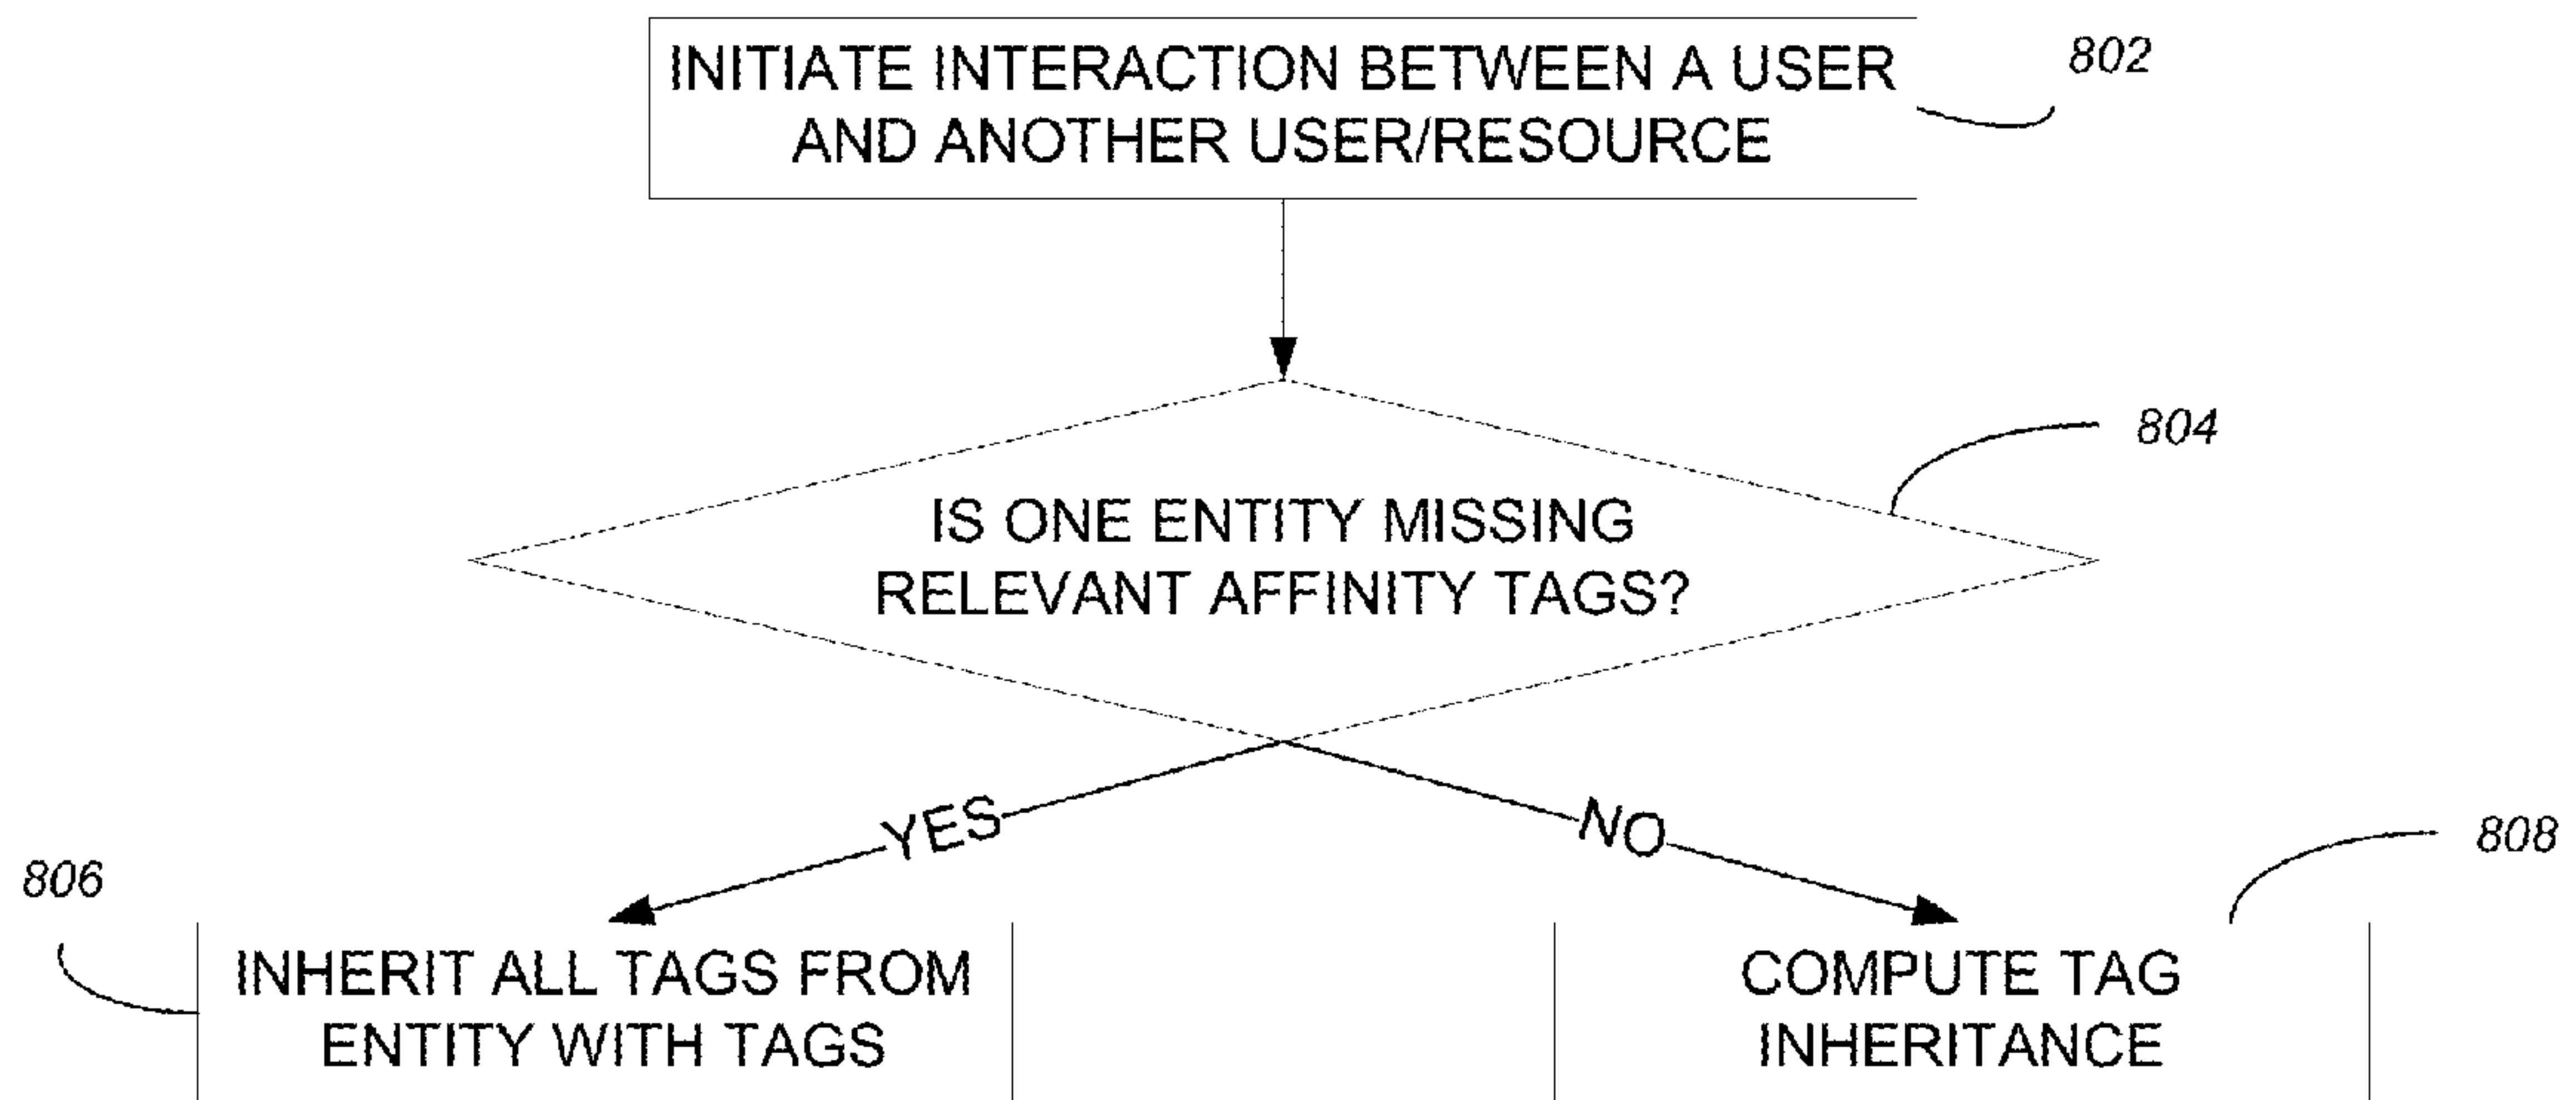 INITIATE INTERACTION BETWEEN A USER
AND ANOTHER USER/RESOURCE
802
804
IS ONE ENTITY MISSING
RELEVANT AFFINITY TAGS?
YES
NO
806
808
INHERIT ALL TAGS FROM
ENTITY WITH TAGS
COMPUTE TAG
INHERITANCE